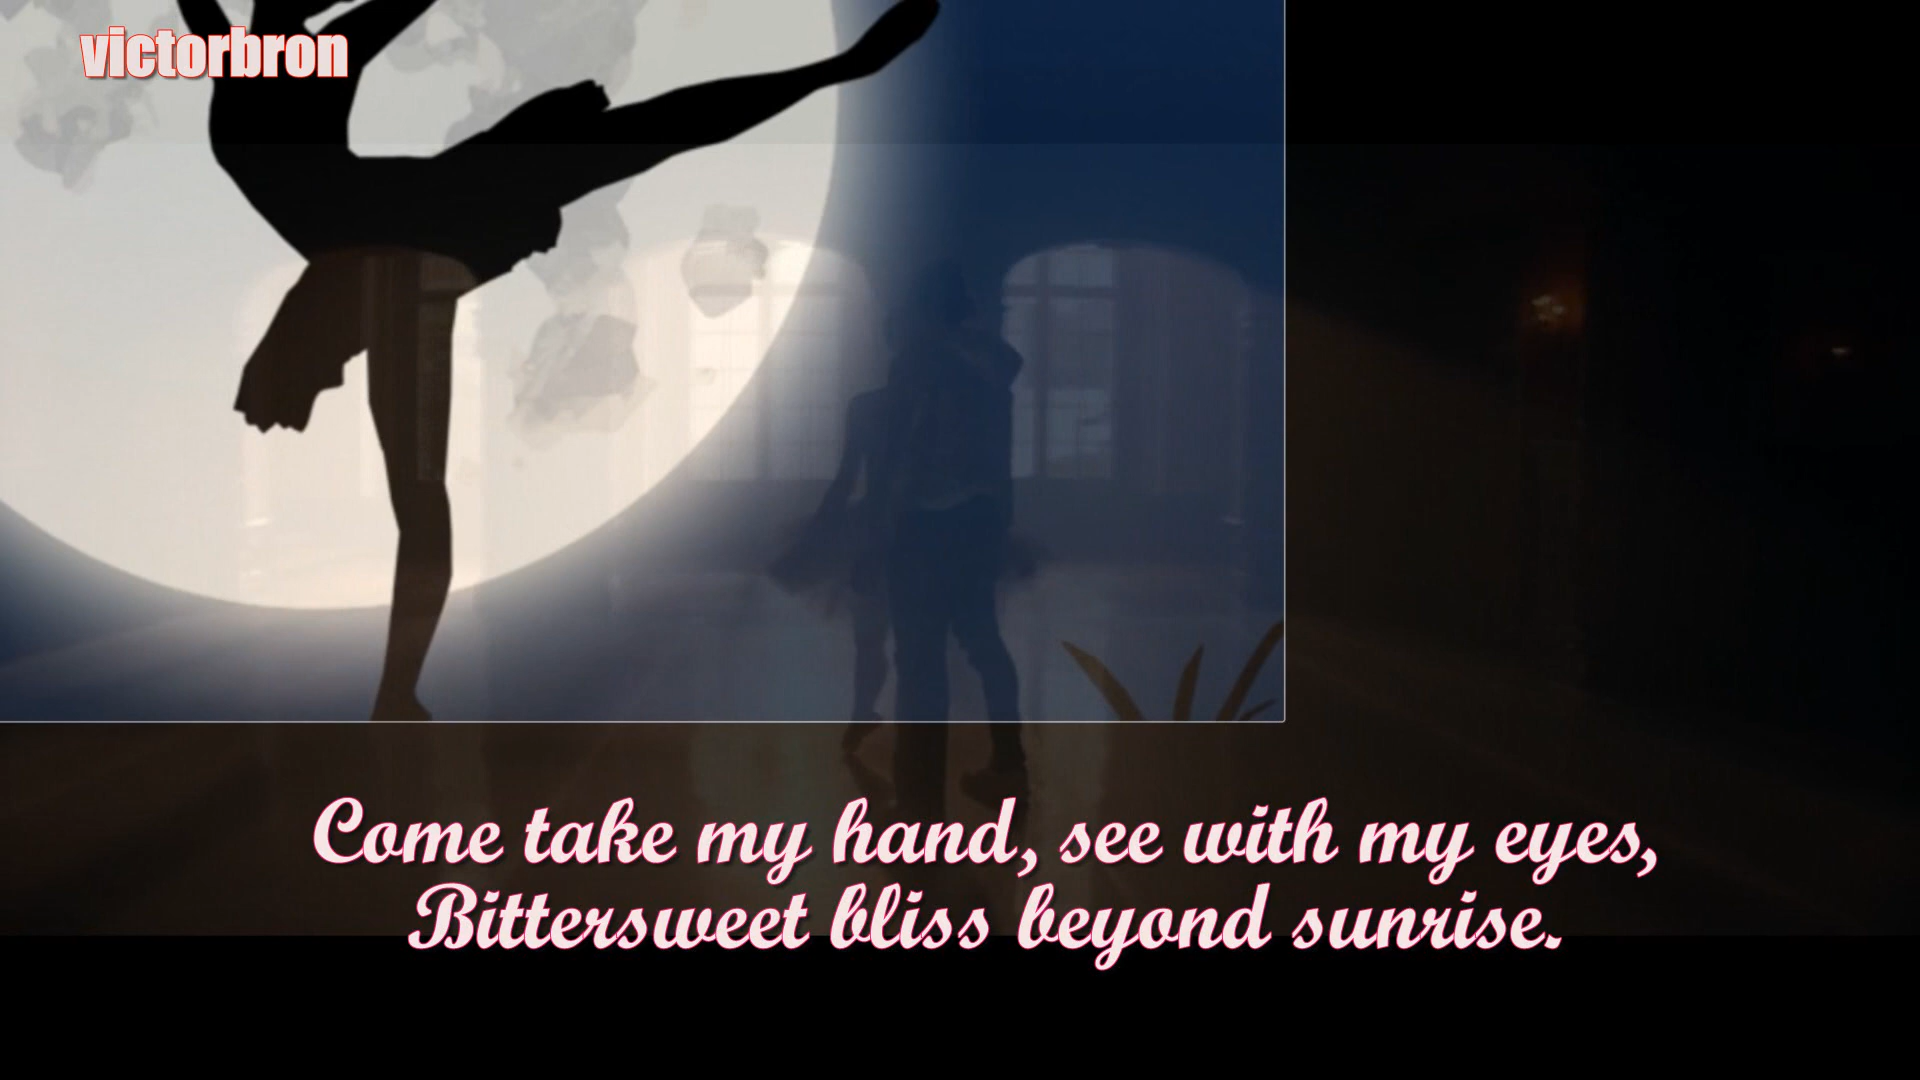 victorbron
Come take my hand, see with my eyes,
Bittersweet bliss beyond sunrise.